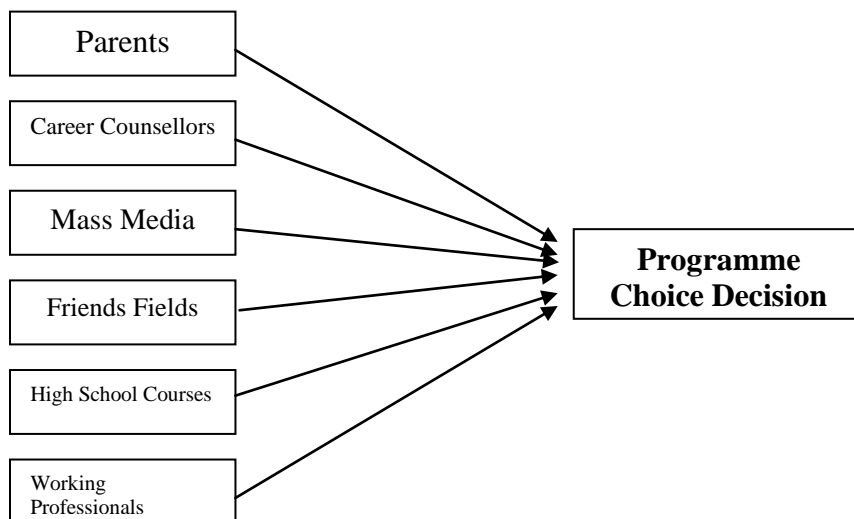 Parents
Career Counsellors
Mass Media
Friends Fields
High School Courses
Working
Professionals
Programme
Choice Decision